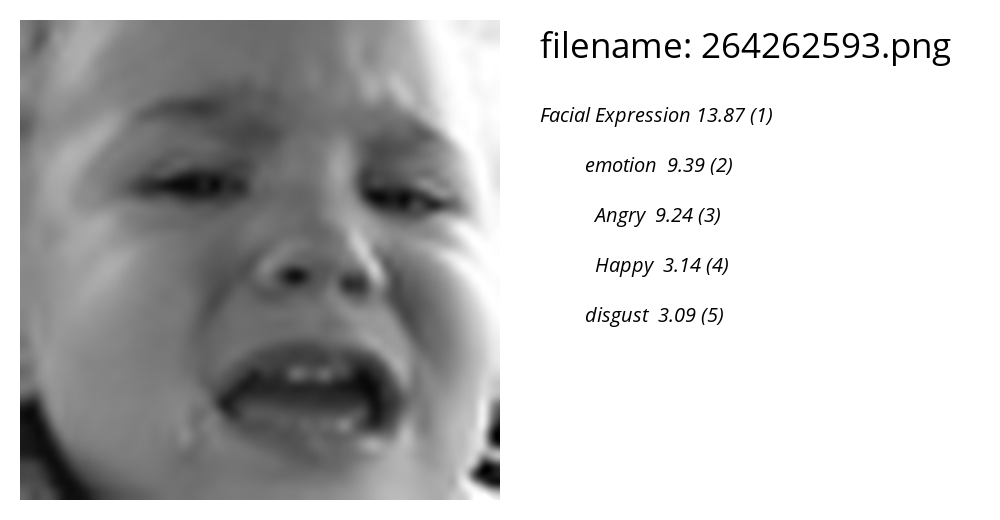 filename: 264262593.png
Facial Expression 13.87 (1)
emotion 9.39 (2)
Angry 9.24 (3)
Happy 3.14 (4)
disgust 3.09 (5)